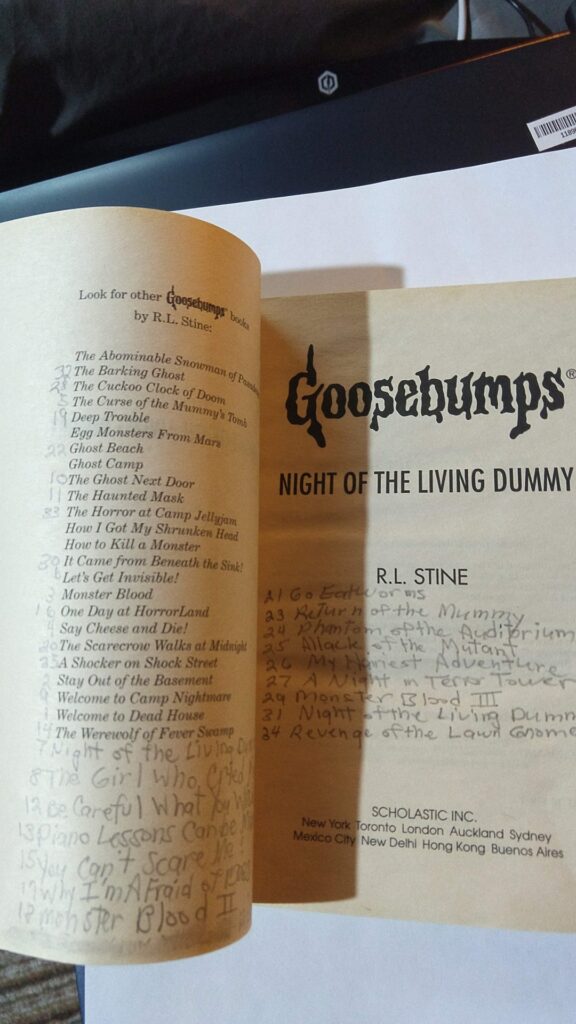 Look for other Goosebumps books
by R.L. Stine:
The Abominable Snowman of
32 The Barking Ghost
28 The Cuckoo Clock of Doom
5 The Curse of the Mummy's Tomb
19 Deep Trouble
Egg Monsters From Mars
22 Ghost Beach
Ghost Camp
10 The Ghost Next Door
11 The Haunted Mask
33 The Horror at Camp Jellyjam
How I Got My Shrunken Head
How to Kill a Monster
30 It Came from Beneath the Sink!
6 Let's Get Invisible!
3 Monster Blood
16 One Day at HorrorLand
4 Say Cheese and Die!
20 The Scarecrow Walks at Midnight
35 A Shocker on Shock Street
2 Stay Out of the Basement
9 Welcome to Camp Nightmare
1 Welcome to Dead House
14 The Werewolf of Fever Swamp
7 Night of the Living
8 The Girl Who Cried
12 Be Careful What You
13 Piano Lessons Can Be
15 You Can't Scare Me
17 Why I'm Afraid of
18 Monster Blood II
Goosebumps®
NIGHT OF THE LIVING DUMMY
R.L. STINE
21 Go Eat Worms
23 Return of the Mummy
24 Phantom of the Auditorium
25 Attack of the Mutant
26 My Hariest Adventure
27 A Night in Terror Tower
29 Monster Blood III
31 Night of the Living Dumm
34 Revenge of the Lawn Gnome
SCHOLASTIC INC.
New York Toronto London Auckland Sydney
Mexico City New Delhi Hong Kong Buenos Aires